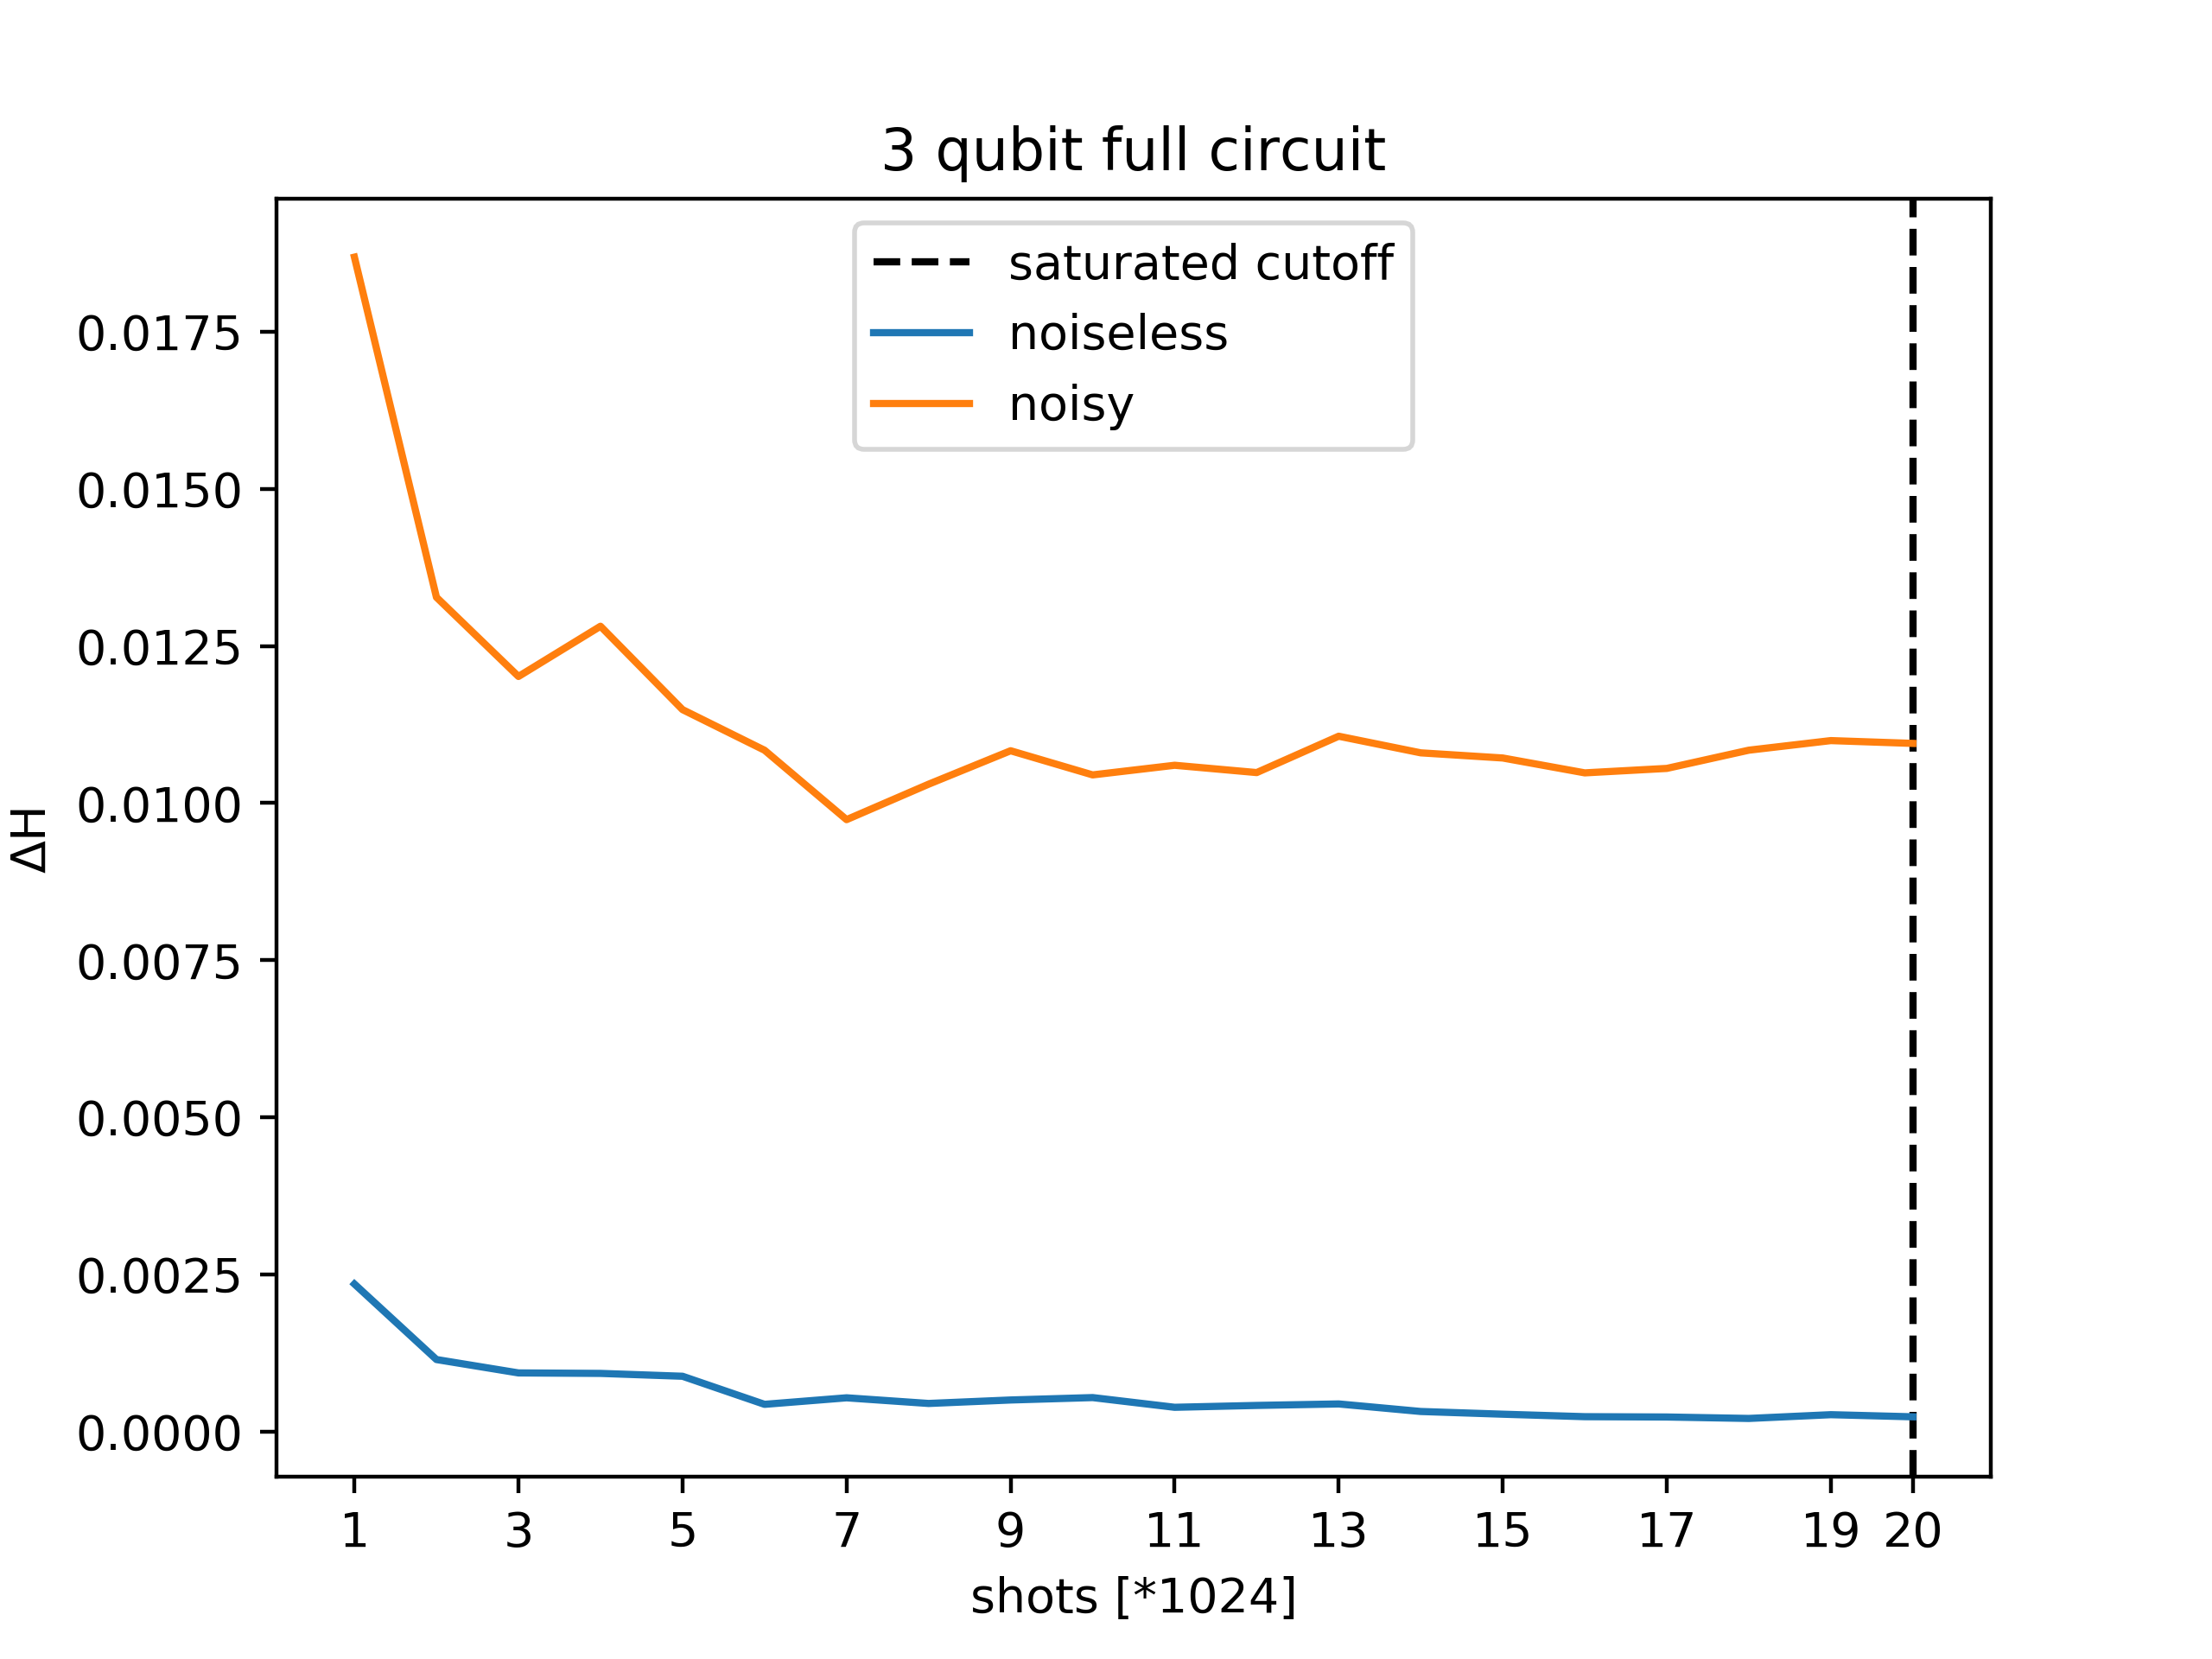 3 qubit full circuit
saturated cutoff
noiseless
noisy
0.0175
0.0150
0.0125
0.0100
0.0075
0.0050
0.0025
0.0000
ΔH
1 3 5 7 9 11 13 15 17 19 20
shots [*1024]